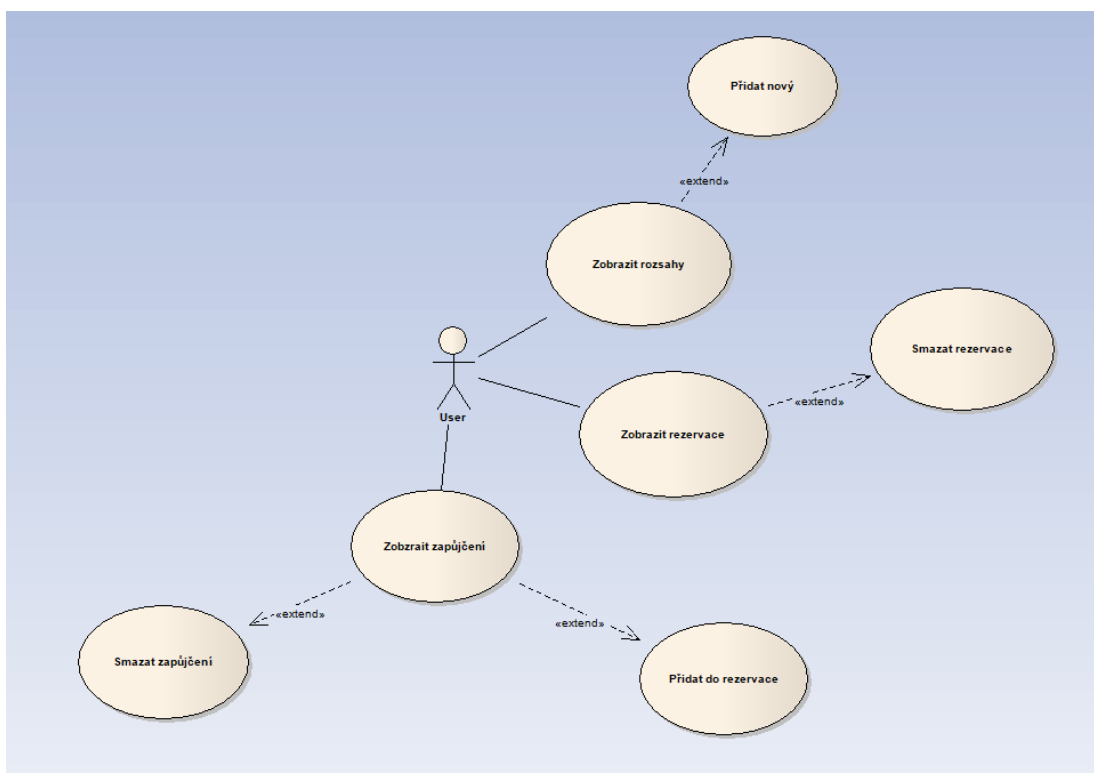 Přidat nový
«extend»
Zobrazit rozsahy
Smazat rezervace
«extend»
User
Zobrazit rezervace
Zobzrait zapůjčení
«extend»
«extend»
Smazat zapůjčení
Přidat do rezervace